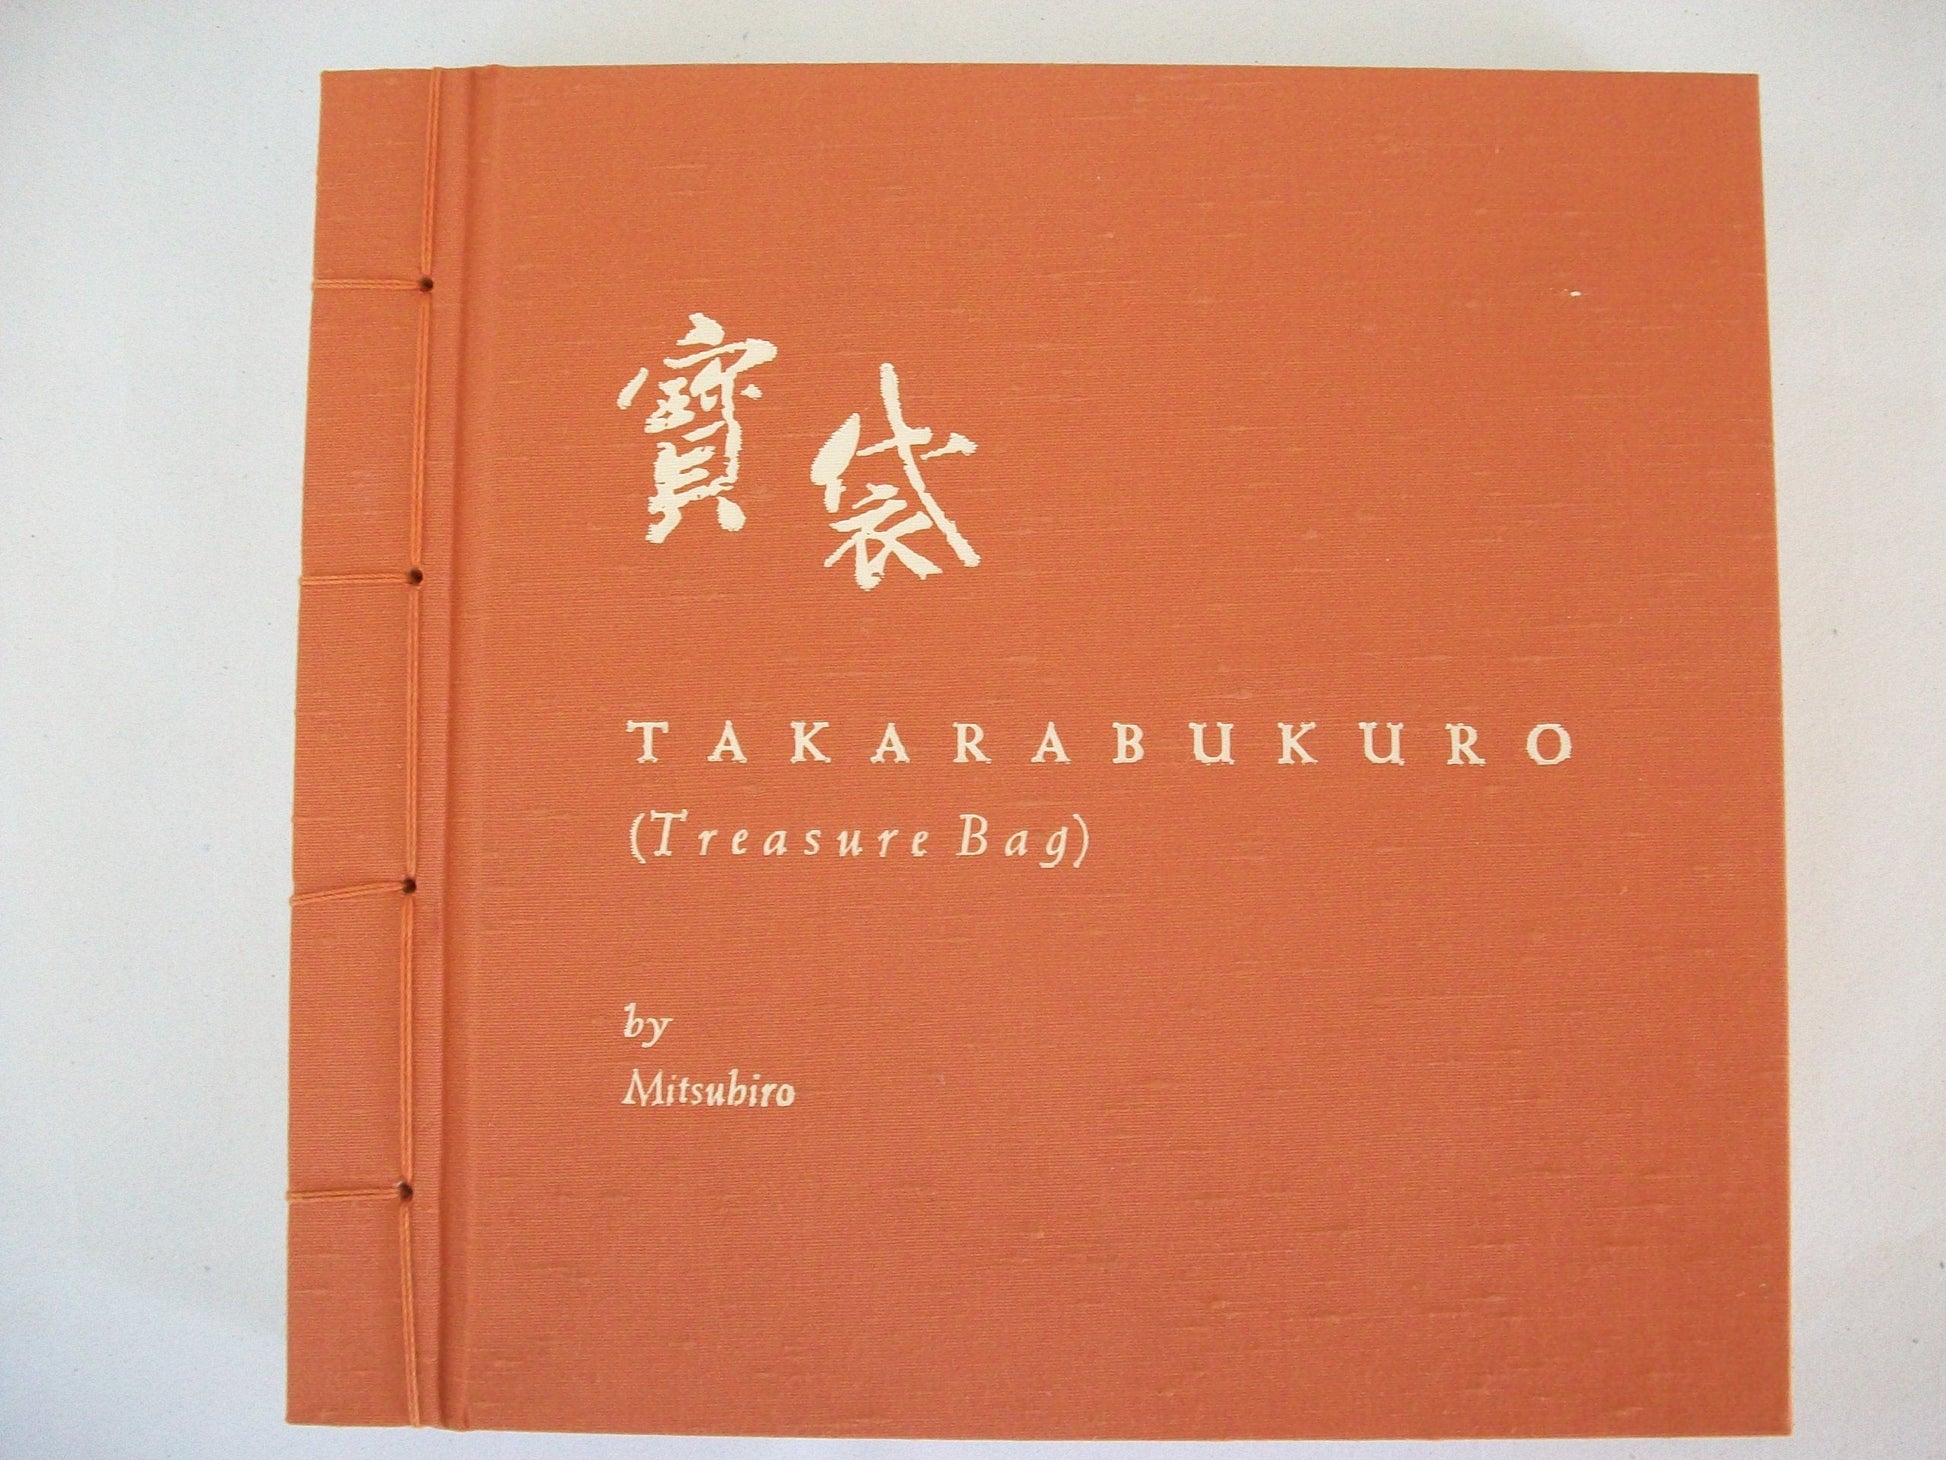 寶袋
TAKARABUKURO
(Treasure Bag)
by
Mitsuhiro